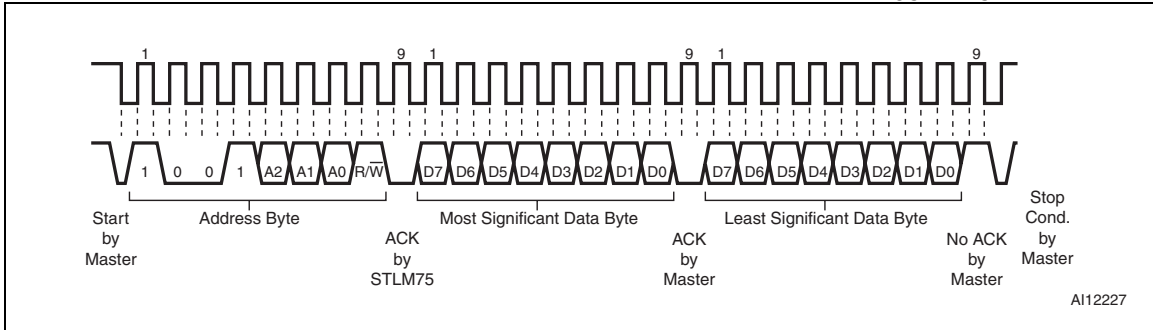 1 9 1 9 1 9
1 0 0 1 A2 A1 A0 R/W D7 D6 D5 D4 D3 D2 D1 D0 D7 D6 D5 D4 D3 D2 D1 D0
Start
by
Master
Address Byte
ACK
by
STLM75
Most Significant Data Byte
ACK
by
Master
Least Significant Data Byte
No ACK
by
Master
Stop
Cond.
by
Master
AI12227